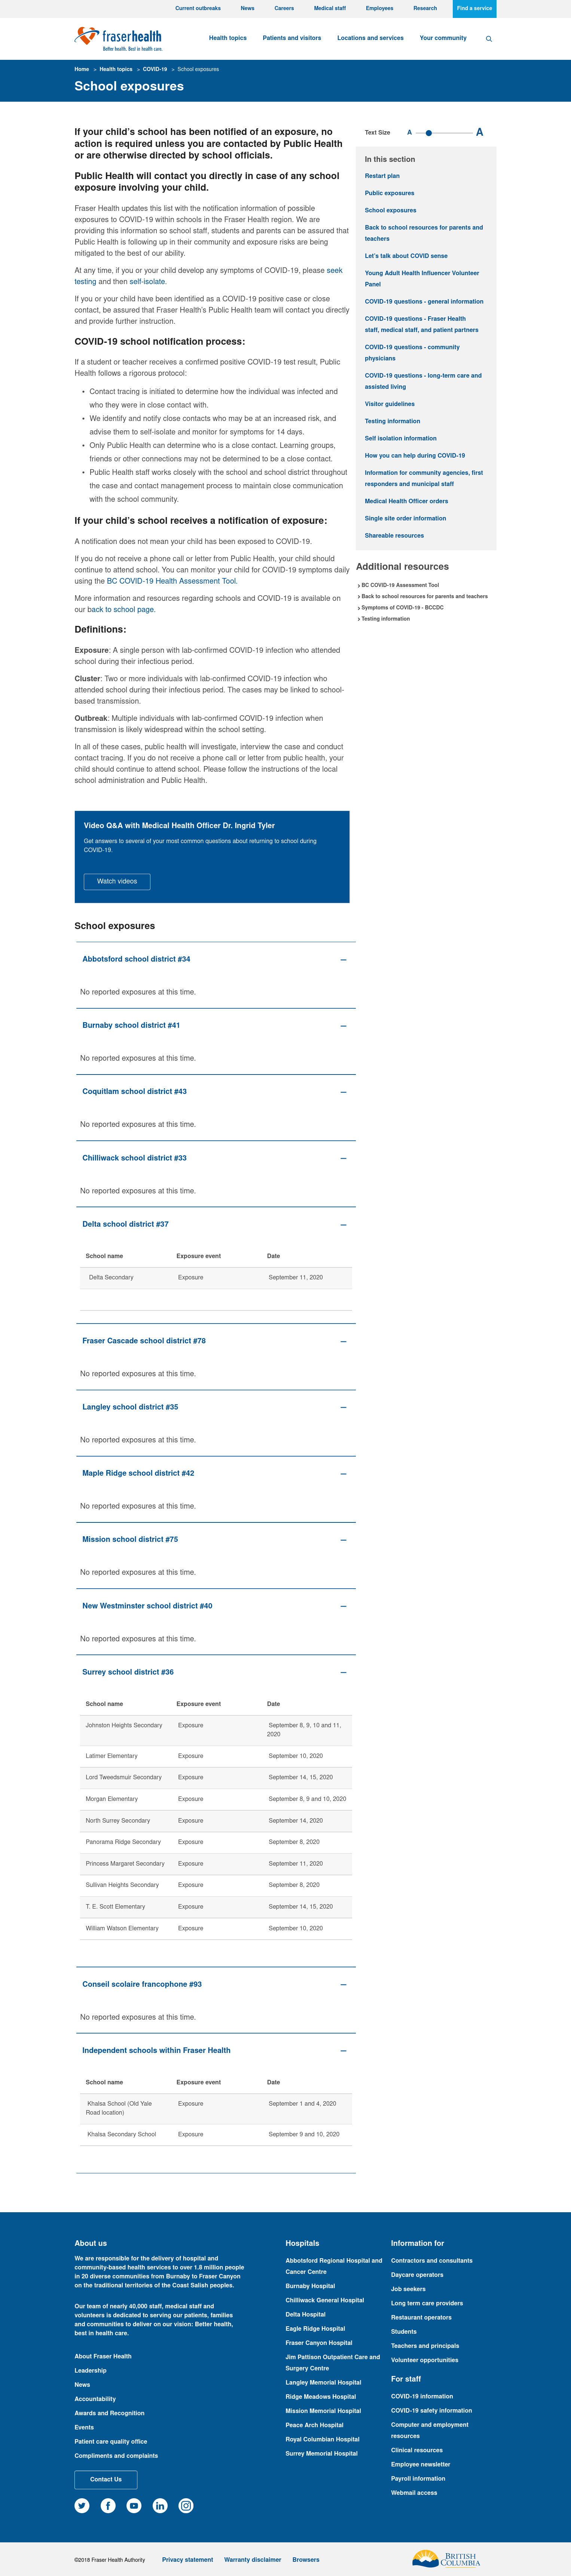 Current outbreaks News Careers Medical staff Employees Research Find a service
fraserhealth
Better health. Best in health care.
Health topics Patients and visitors Locations and services Your community
Home » Health topics » COVID-19 » School exposures
School exposures
If your child’s school has been notified of an exposure, no
action is required unless you are contacted by Public Health
or are otherwise directed by school officials.
Public Health will contact you directly in case of any school
exposure involving your child.
Fraser Health updates this list with the notification information of possible
exposures to COVID-19 within schools in the Fraser Health region. We are
providing this information so school staff, students and parents can be assured that
Public Health is following up in their community and exposure risks are being
mitigated to the best of our ability.
At any time, if you or your child develop any symptoms of COVID-19, please seek
testing and then self-isolate.
If you or your child have been identified as a COVID-19 positive case or close
contact, be assured that Fraser Health’s Public Health team will contact you directly
and provide further instruction.
COVID-19 school notification process:
If a student or teacher receives a confirmed positive COVID-19 test result, Public
Health follows a rigorous protocol:
• Contact tracing is initiated to determine how the individual was infected and
who they were in close contact with.
• We identify and notify close contacts who may be at an increased risk, and
advise them to self-isolate and monitor for symptoms for 14 days.
• Only Public Health can determine who is a close contact. Learning groups,
friends or other connections may not be determined to be a close contact.
• Public Health staff works closely with the school and school district throughout
the case and contact management process to maintain close communication
with the school community.
If your child’s school receives a notification of exposure:
A notification does not mean your child has been exposed to COVID-19.
If you do not receive a phone call or letter from Public Health, your child should
continue to attend school. You can monitor your child for COVID-19 symptoms daily
using the BC COVID-19 Health Assessment Tool.
More information and resources regarding schools and COVID-19 is available on
our back to school page.
Definitions:
Exposure: A single person with lab-confirmed COVID-19 infection who attended
school during their infectious period.
Cluster: Two or more individuals with lab-confirmed COVID-19 infection who
attended school during their infectious period. The cases may be linked to school-
based transmission.
Outbreak: Multiple individuals with lab-confirmed COVID-19 infection when
transmission is likely widespread within the school setting.
In all of these cases, public health will investigate, interview the case and conduct
contact tracing. If you do not receive a phone call or letter from public health, your
child should continue to attend school. Please follow the instructions of the local
school administration and Public Health.
Video Q&A with Medical Health Officer Dr. Ingrid Tyler
Get answers to several of your most common questions about returning to school during
COVID-19.
Watch videos
Text Size A A
In this section
Restart plan
Public exposures
School exposures
Back to school resources for parents and
teachers
Let’s talk about COVID sense
Young Adult Health Influencer Volunteer
Panel
COVID-19 questions - general information
COVID-19 questions - Fraser Health
staff, medical staff, and patient partners
COVID-19 questions - community
physicians
COVID-19 questions - long-term care and
assisted living
Visitor guidelines
Testing information
Self isolation information
How you can help during COVID-19
Information for community agencies, first
responders and municipal staff
Medical Health Officer orders
Single site order information
Shareable resources
Additional resources
BC COVID-19 Assessment Tool
Back to school resources for parents and teachers
Symptoms of COVID-19 - BCCDC
Testing information
School exposures
Abbotsford school district #34
No reported exposures at this time.
Burnaby school district #41
No reported exposures at this time.
Coquitlam school district #43
No reported exposures at this time.
Chilliwack school district #33
No reported exposures at this time.
Delta school district #37
School name Exposure event Date
Delta Secondary Exposure September 11, 2020
Fraser Cascade school district #78
No reported exposures at this time.
Langley school district #35
No reported exposures at this time.
Maple Ridge school district #42
No reported exposures at this time.
Mission school district #75
No reported exposures at this time.
New Westminster school district #40
No reported exposures at this time.
Surrey school district #36
School name Exposure event Date
Johnston Heights Secondary Exposure September 8, 9, 10 and 11,
2020
Latimer Elementary Exposure September 10, 2020
Lord Tweedsmuir Secondary Exposure September 14, 15, 2020
Morgan Elementary Exposure September 8, 9 and 10, 2020
North Surrey Secondary Exposure September 14, 2020
Panorama Ridge Secondary Exposure September 8, 2020
Princess Margaret Secondary Exposure September 11, 2020
Sullivan Heights Secondary Exposure September 8, 2020
T. E. Scott Elementary Exposure September 14, 15, 2020
William Watson Elementary Exposure September 10, 2020
Conseil scolaire francophone #93
No reported exposures at this time.
Independent schools within Fraser Health
School name Exposure event Date
Khalsa School (Old Yale Exposure September 1 and 4, 2020
Road location)
Khalsa Secondary School Exposure September 9 and 10, 2020
About us
We are responsible for the delivery of hospital and
community-based health services to over 1.8 million people
in 20 diverse communities from Burnaby to Fraser Canyon
on the traditional territories of the Coast Salish peoples.
Our team of nearly 40,000 staff, medical staff and
volunteers is dedicated to serving our patients, families
and communities to deliver on our vision: Better health,
best in health care.
About Fraser Health
Leadership
News
Accountability
Awards and Recognition
Events
Patient care quality office
Compliments and complaints
Contact Us
Hospitals
Abbotsford Regional Hospital and
Cancer Centre
Burnaby Hospital
Chilliwack General Hospital
Delta Hospital
Eagle Ridge Hospital
Fraser Canyon Hospital
Jim Pattison Outpatient Care and
Surgery Centre
Langley Memorial Hospital
Ridge Meadows Hospital
Mission Memorial Hospital
Peace Arch Hospital
Royal Columbian Hospital
Surrey Memorial Hospital
Information for
Contractors and consultants
Daycare operators
Job seekers
Long term care providers
Restaurant operators
Students
Teachers and principals
Volunteer opportunities
For staff
COVID-19 information
COVID-19 safety information
Computer and employment
resources
Clinical resources
Employee newsletter
Payroll information
Webmail access
©2018 Fraser Health Authority Privacy statement Warranty disclaimer Browsers
BRITISH
COLUMBIA